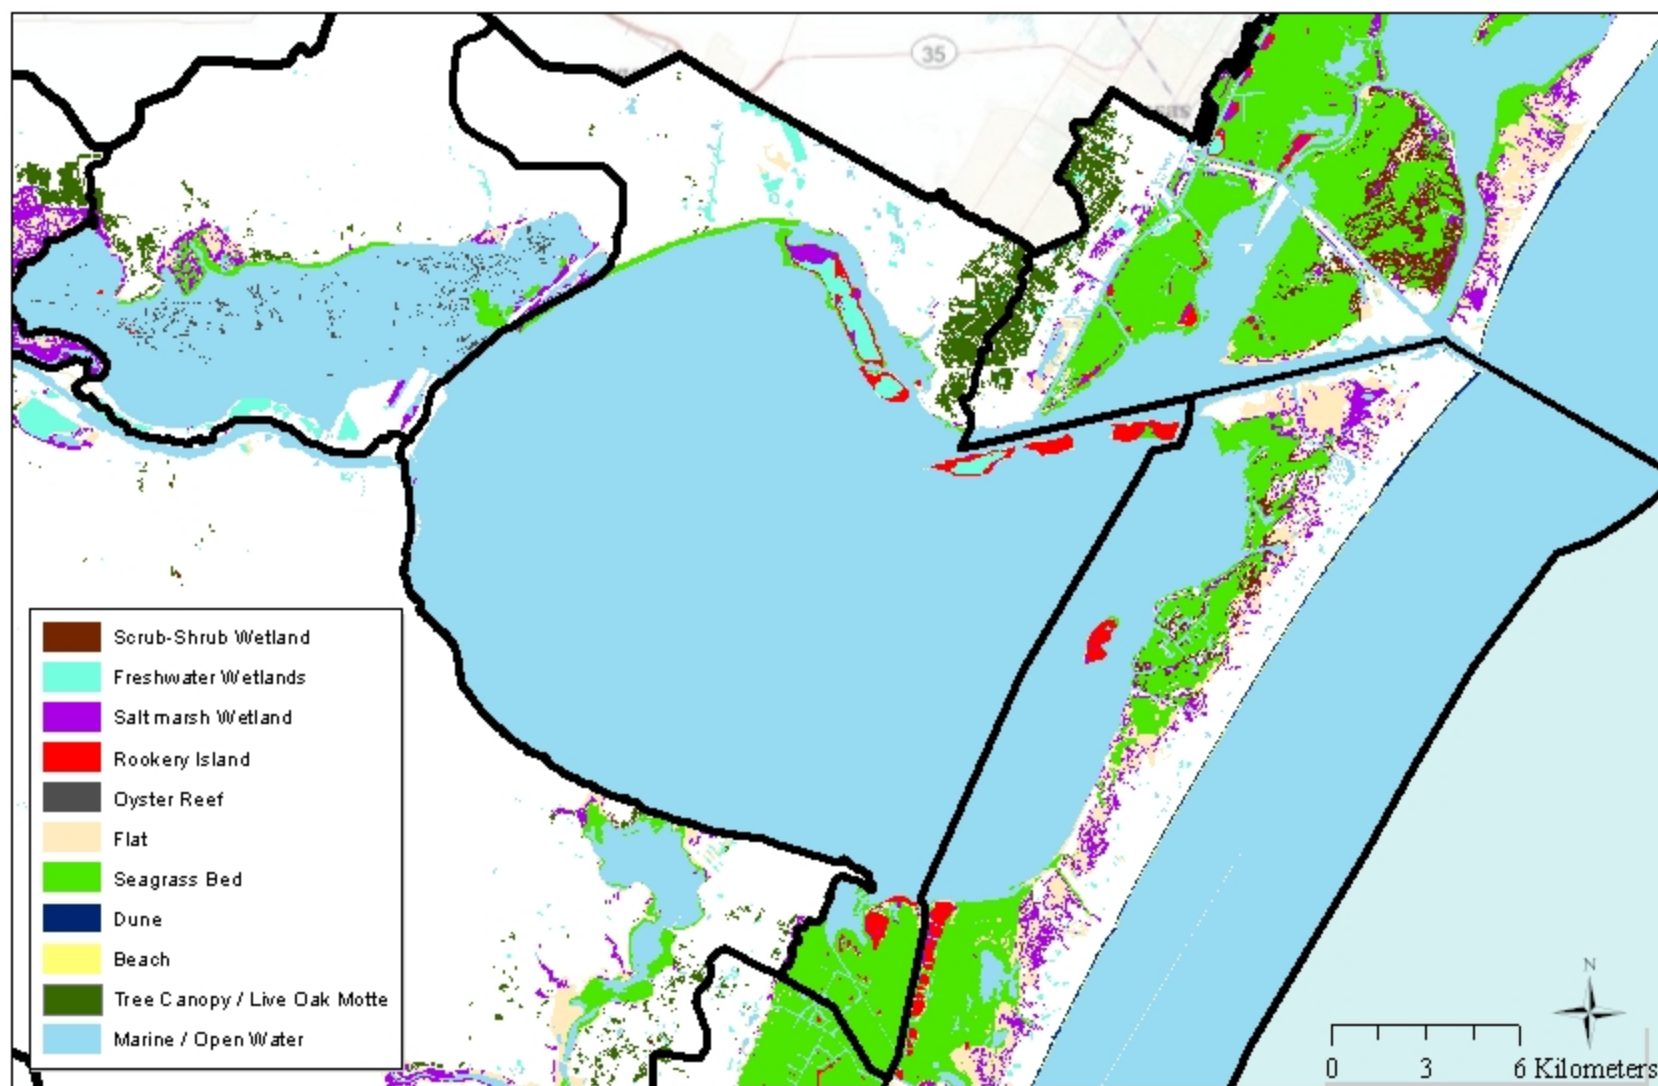 35
Scrub-Shrub Wetland
Freshwater Wetlands
Salt marsh Wetland
Rookery Island
Oyster Reef
Flat
Seagrass Bed
Dune
Beach
Tree Canopy / Live Oak Motte
Marine / Open Water
N
0 3 6 Kilometers